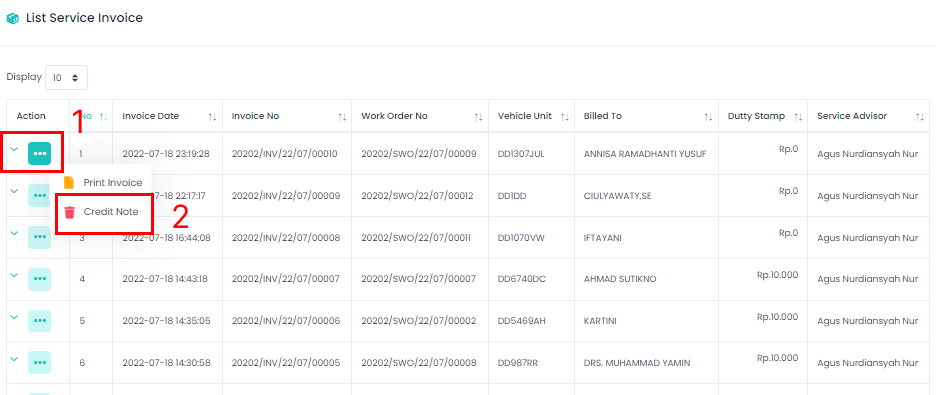 List Service Invoice
Display 10
Action No Invoice Date Invoice No Work Order No Vehicle Unit Billed To Dutty Stamp Service Advisor
1
1 2022-07-18 23:19:28 20202/INV/22/07/00010 20202/SWO/22/07/00009 DD1307JUL ANNISA RAMADHANTI YUSUF Rp.0 Agus Nurdiansyah Nur
Print Invoice
22:17:17 20202/INV/22/07/00009 20202/SWO/22/07/00012 DD1DD CIULYAWATY,SE Rp.0 Agus Nurdiansyah Nur
Credit Note
2
3 2022-07-18 16:44:08 20202/INV/22/07/00008 20202/SWO/22/07/00011 DD1070VW IFTAYANI Rp.0 Agus Nurdiansyah Nur
4 2022-07-18 14:43:18 20202/INV/22/07/00007 20202/SWO/22/07/00007 DD6740DC AHMAD SUTIKNO Rp.10.000 Agus Nurdiansyah Nur
5 2022-07-18 14:35:05 20202/INV/22/07/00006 20202/SWO/22/07/00002 DD5469AH KARTINI Rp.10.000 Agus Nurdiansyah Nur
6 2022-07-18 14:30:58 20202/INV/22/07/00005 20202/SWO/22/07/00008 DD987RR DRS. MUHAMMAD YAMIN Rp.10.000 Agus Nurdiansyah Nur